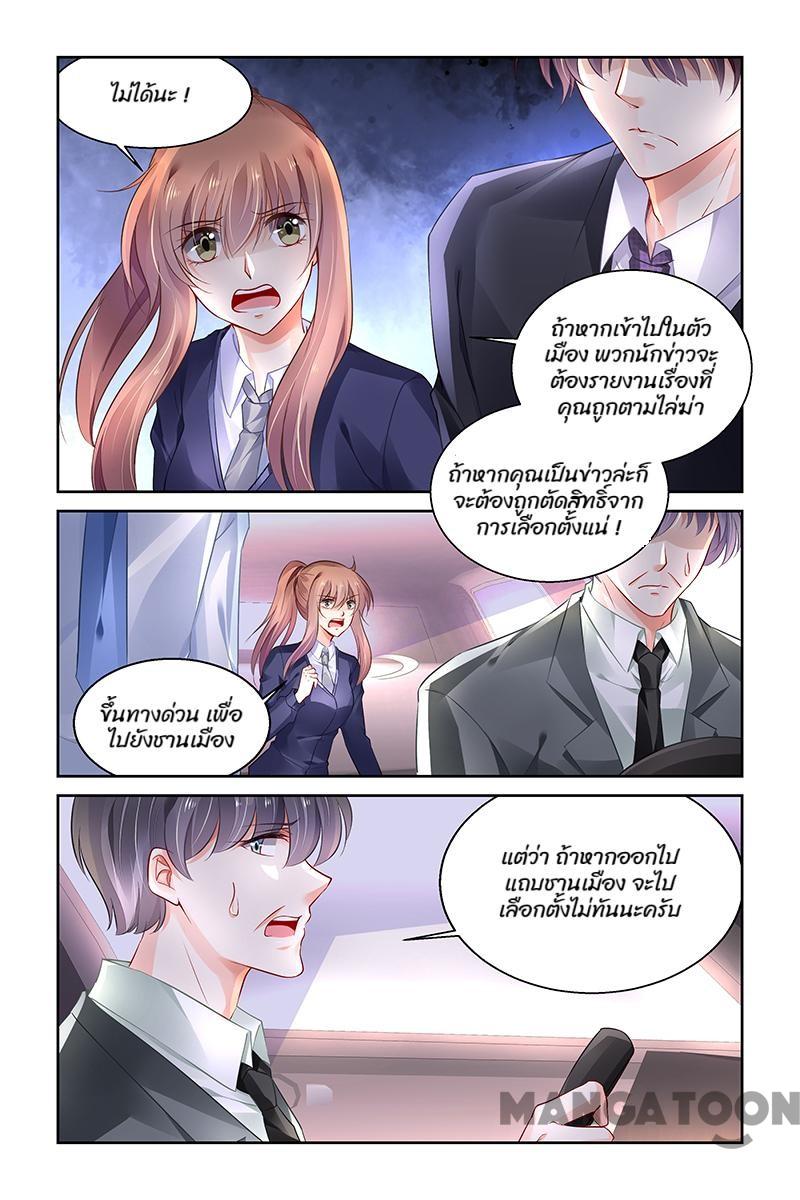 ไม่ได้นะ !
ถ้าหากเข้าไปในตัว
เมือง พวกนักข่าวจะ
ต้องรายงานเรื่องที่
คุณถูกตามไล่ฆ่า
ถ้าหากคุณเป็นข่าวล่ะก็
จะต้องถูกตัดสิทธิ์จาก
การเลือกตั้งแน่ !
ขึ้นทางด่วน เพื่อ
ไปยังชานเมือง
แต่ว่า ถ้าหากออกไป
แถบชานเมือง จะไป
เลือกตั้งไม่ทันนะครับ
MANGATOON